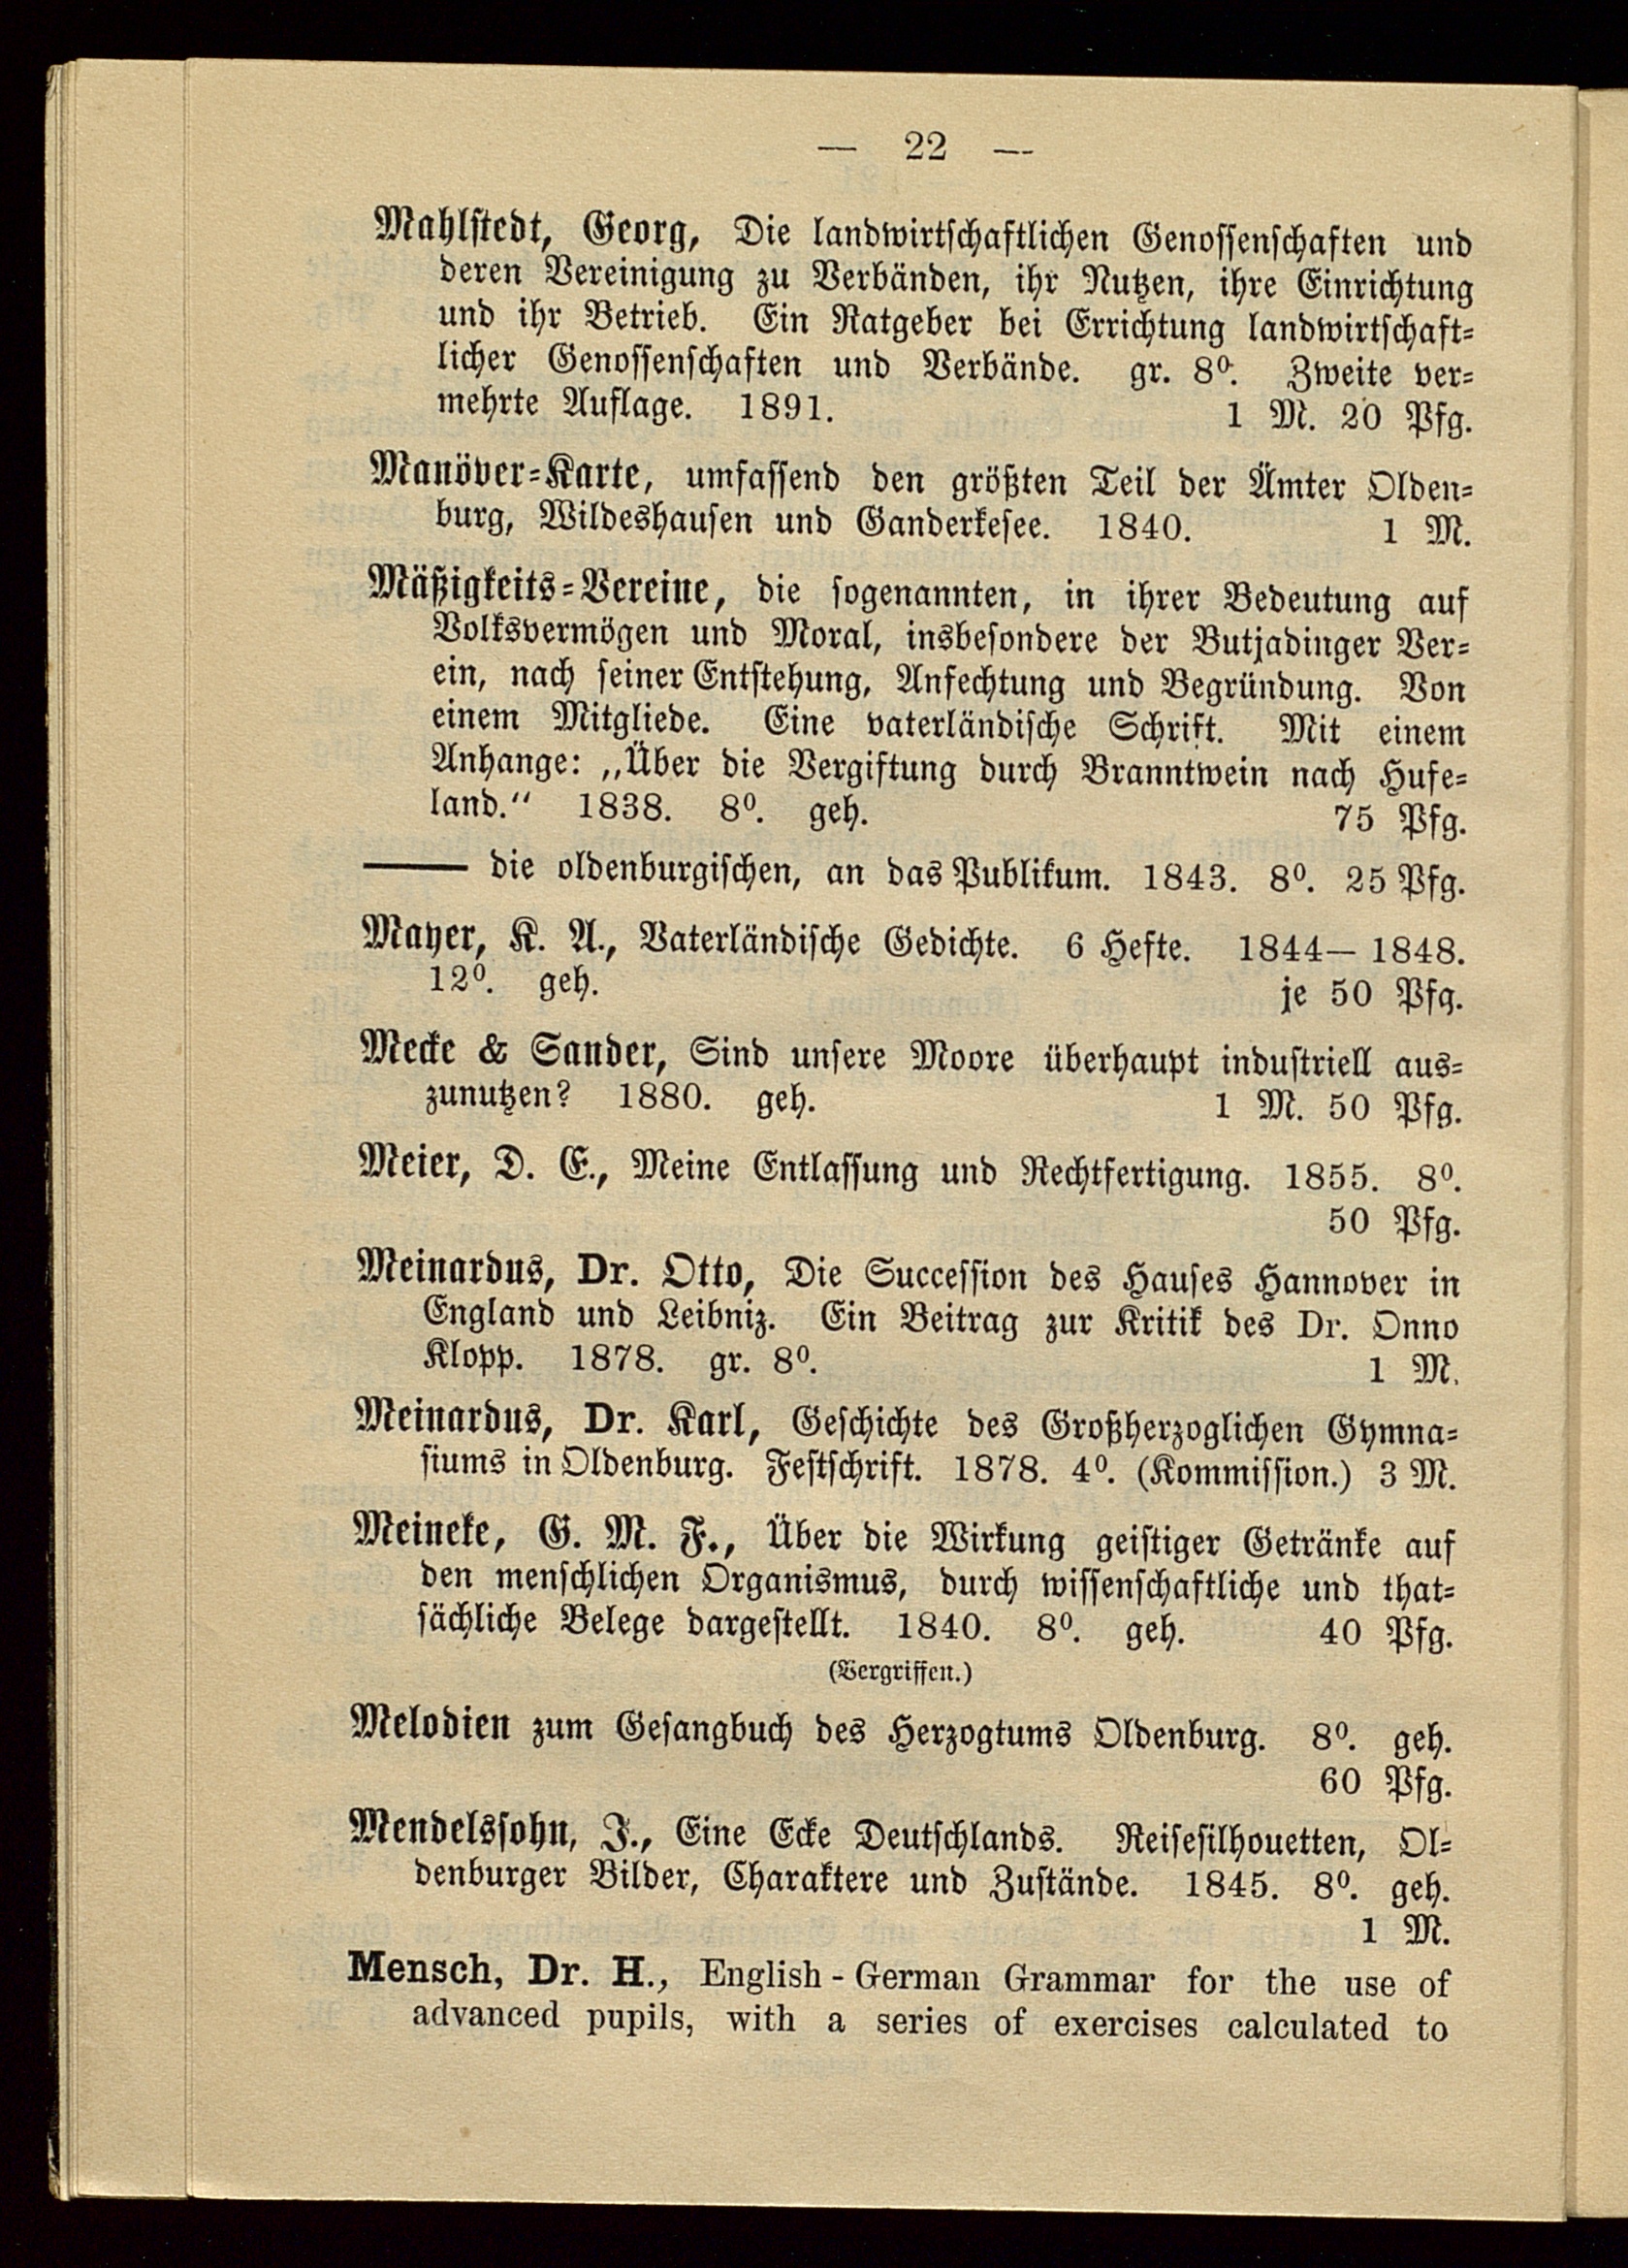 — 22 —
Mahlstedt, Georg, Die landwirtschaftlichen Genossenschaften und
deren Vereinigung zu Verbänden, ihr Nutzen, ihre Einrichtung
und ihr Betrieb. Ein Ratgeber bei Errichtung landwirtschaft-
licher Genossenschaften und Verbände. gr. 8⁰. Zweite ver-
mehrte Auflage. 1891. 1 M. 20 Pfg.
Manöver-Karte, umfassend den größten Teil der Ämter Olden-
burg, Wildeshausen und Ganderkesee. 1840. 1 M.
Mäßigkeits-Vereine, die sogenannten, in ihrer Bedeutung auf
Volksvermögen und Moral, insbesondere der Butjadinger Ver-
ein, nach seiner Entstehung, Anfechtung und Begründung. Von
einem Mitgliede. Eine vaterländische Schrift. Mit einem
Anhange: „Über die Vergiftung durch Branntwein nach Hufe-
land.“ 1838. 8⁰. geh. 75 Pfg.
—— die oldenburgischen, an das Publikum. 1843. 8⁰. 25 Pfg.
Mayer, K. A., Vaterländische Gedichte. 6 Hefte. 1844—1848.
12⁰. geh. je 50 Pfg.
Mecke & Sander, Sind unsere Moore überhaupt industriell aus-
zunutzen? 1880. geh. 1 M. 50 Pfg.
Meier, D. E., Meine Entlassung und Rechtfertigung. 1855. 8⁰.
50 Pfg.
Meinardus, Dr. Otto, Die Succession des Hauses Hannover in
England und Leibniz. Ein Beitrag zur Kritik des Dr. Onno
Klopp. 1878. gr. 8⁰. 1 M.
Meinardus, Dr. Karl, Geschichte des Großherzoglichen Gymna-
siums in Oldenburg. Festschrift. 1878. 4⁰. (Kommission.) 3 M.
Meineke, G. M. F., Über die Wirkung geistiger Getränke auf
den menschlichen Organismus, durch wissenschaftliche und that-
sächliche Belege dargestellt. 1840. 8⁰. geh. 40 Pfg.
(Vergriffen.)
Melodien zum Gesangbuch des Herzogtums Oldenburg. 8⁰. geh.
60 Pfg.
Mendelssohn, J., Eine Ecke Deutschlands. Reisesilhouetten, Ol-
denburger Bilder, Charaktere und Zustände. 1845. 8⁰. geh.
1 M.
Mensch, Dr. H., English-German Grammar for the use of
advanced pupils, with a series of exercises calculated to